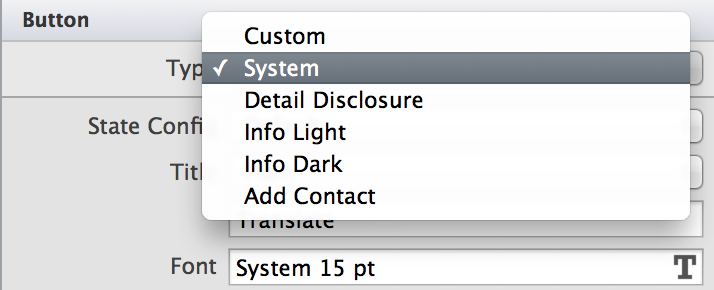 Button
Custom
Typ ✓ System
Detail Disclosure
State Config Info Light
Info Dark
Titl Add Contact
Translate
Font System 15 pt T